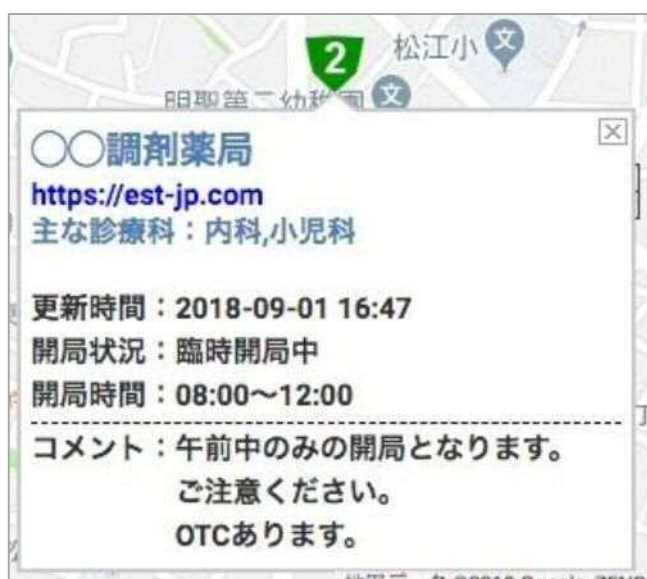 2
松江小
文
文
○○調剤薬局
https://est-jp.com
主な診療科：内科,小児科
更新時間：2018-09-01 16:47
開局状況：臨時開局中
開局時間：08:00〜12:00
コメント：午前中のみの開局となります。
ご注意ください。
OTCあります。